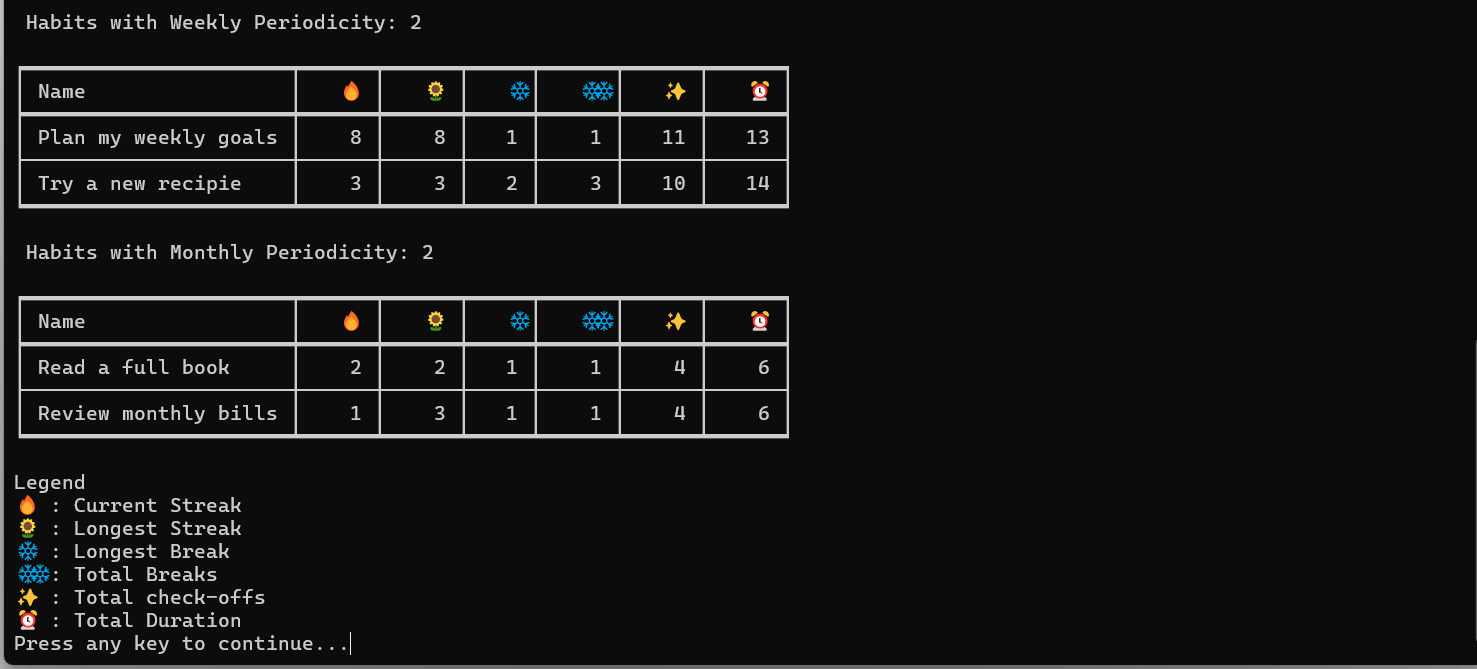 Habits with Weekly Periodicity: 2
Name 🔥 🌻 ❄ ❄❄ ✨ ⏰
Plan my weekly goals 8 8 1 1 11 13
Try a new recipie 3 3 2 3 10 14
Habits with Monthly Periodicity: 2
Name 🔥 🌻 ❄ ❄❄ ✨ ⏰
Read a full book 2 2 1 1 4 6
Review monthly bills 1 3 1 1 4 6
Legend
🔥 : Current Streak
🌻 : Longest Streak
❄ : Longest Break
❄❄: Total Breaks
✨ : Total check-offs
⏰ : Total Duration
Press any key to continue...